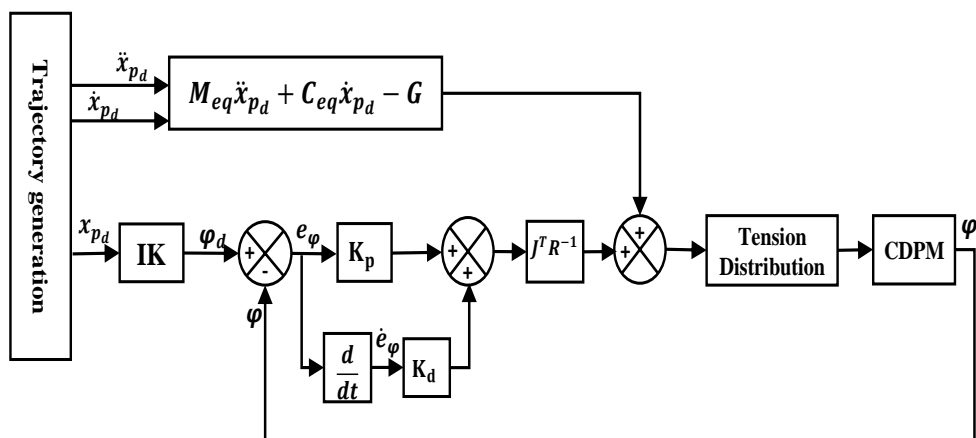 Trajectory generation
ẍ_{p_d}
ẋ_{p_d}
M_{eq}ẍ_{p_d} + C_{eq}ẋ_{p_d} − G
x_{p_d}
IK
φ_d
+
-
φ
e_φ
K_p
d/dt
ė_φ
K_d
+
+
J^T R^{-1}
+
+
Tension
Distribution
CDPM
φ